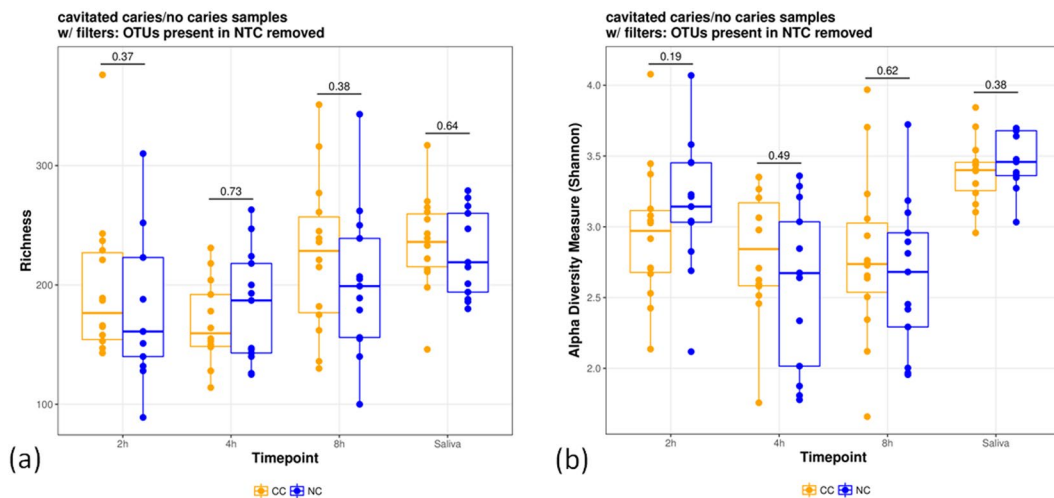 cavitated caries/no caries samples
w/ filters: OTUs present in NTC removed
0.37
0.73
0.38
0.64
300
200
100
Richness
2h
4h
8h
Saliva
Timepoint
CC
NC
(a)
cavitated caries/no caries samples
w/ filters: OTUs present in NTC removed
0.19
0.49
0.62
0.38
4.0
3.5
3.0
2.5
2.0
Alpha Diversity Measure (Shannon)
2h
4h
8h
Saliva
Timepoint
CC
NC
(b)